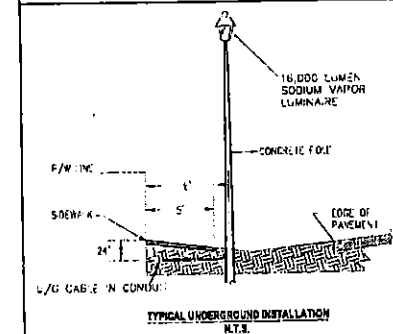 16,000 LUMEN
SODIUM VAPOR
LUMINAIRE
CONCRETE POLE
R/W LINE
5'
SIDEWALK
EDGE OF
PAVEMENT
24"
U/G CABLE IN CONDUIT
TYPICAL UNDERGROUND INSTALLATION
N.T.S.